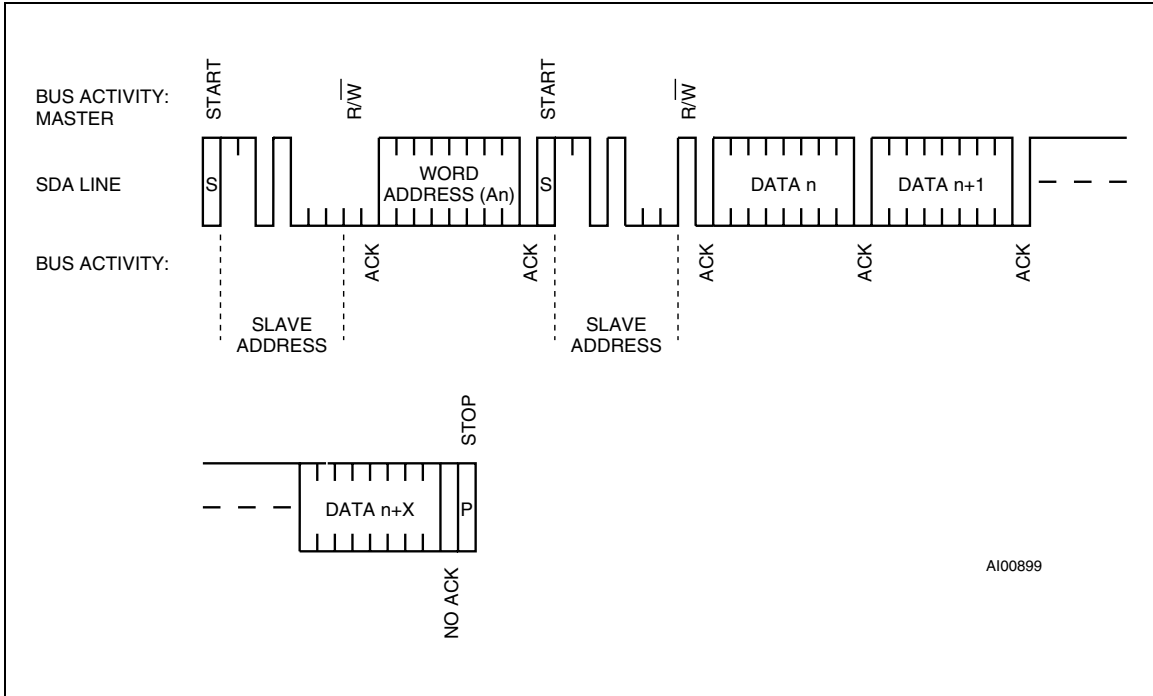 BUS ACTIVITY:
MASTER
START
R/W
START
R/W
SDA LINE
S
WORD
ADDRESS (An)
S
DATA n
DATA n+1
BUS ACTIVITY:
ACK
ACK
ACK
ACK
ACK
SLAVE
ADDRESS
SLAVE
ADDRESS
STOP
DATA n+X
P
NO ACK
AI00899